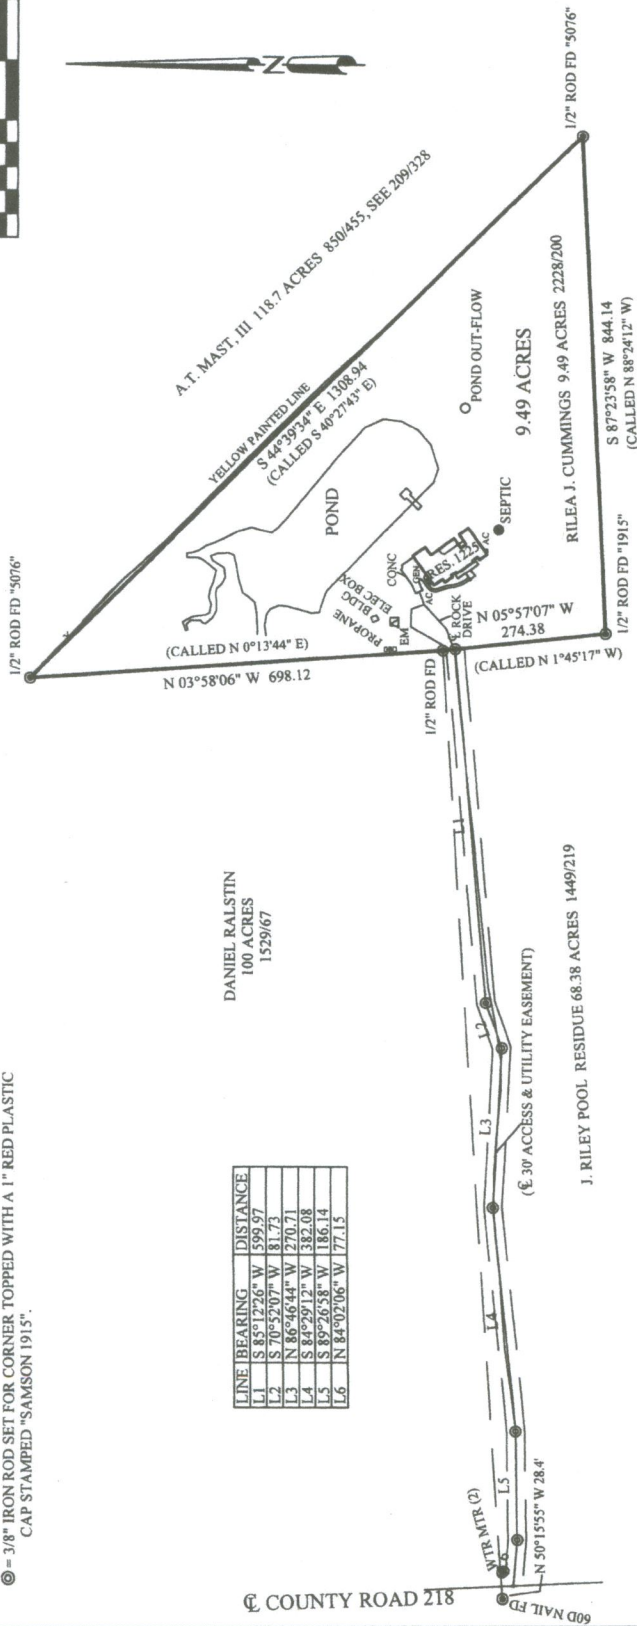 = 3/8" IRON ROD SET FOR CORNER TOPPED WITH A 1" RED PLASTIC
CAP STAMPED "SAMSON 1915".
N
1/2" ROD FD "5076"
A.T. MAST, III 118.7 ACRES 850/455, SEE 209/328
YELLOW PAINTED LINE
S 44°39'34" E 1308.94
(CALLED S 40°27'43" E)
1/2" ROD FD "5076"
POND
POND OUT-FLOW
9.49 ACRES
RILEA J. CUMMINGS 9.49 ACRES 2228/200
S 87°23'58" W 844.14
(CALLED N 88°24'12" W)
1/2" ROD FD "1915"
SEPTIC
RES. 1225
AC
AC
CONC
PROPANE
BLDG
ELEC BOX
EM
℄ ROCK
DRIVE
N 05°57'07" W
274.38
(CALLED N 1°45'17" W)
(CALLED N 0°13'44" E)
N 03°58'06" W 698.12
1/2" ROD FD
DANIEL RALSTIN
100 ACRES
1529/67
L1
L2
L3
L4
L5
(℄ 30' ACCESS & UTILITY EASEMENT)
J. RILEY POOL RESIDUE 68.38 ACRES 1449/219
LINE BEARING DISTANCE
L1 S 85°12'26" W 599.97
L2 S 70°52'07" W 81.73
L3 N 86°46'44" W 270.71
L4 S 84°29'12" W 382.08
L5 S 89°26'58" W 186.14
L6 N 84°02'06" W 77.15
WTR MTR (2)
N 50°15'55" W 28.4'
60D NAIL FD
℄ COUNTY ROAD 218